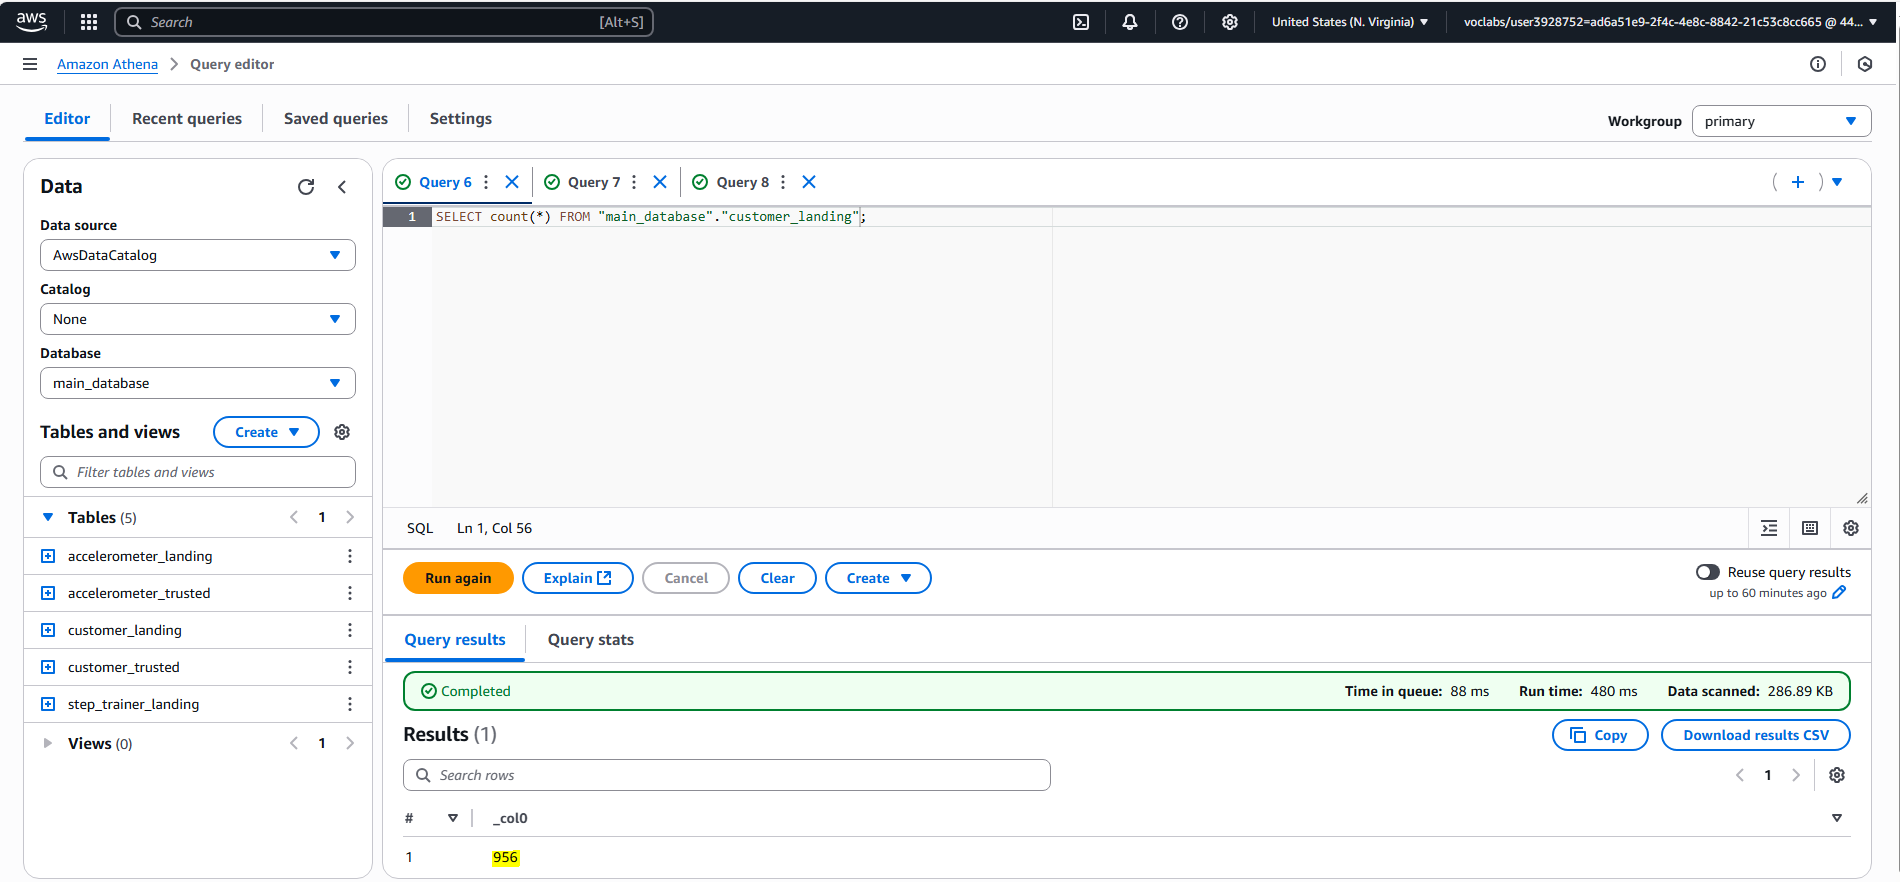 aws
Search [Alt+S]
United States (N. Virginia)
voclabs/user3928752=ad6a51e9-2f4c-4e8c-8842-21c53c8cc665 @ 44...
Amazon Athena
Query editor
Editor
Recent queries
Saved queries
Settings
Workgroup
primary
Data
Data source
AwsDataCatalog
Catalog
None
Database
main_database
Tables and views
Create
Filter tables and views
Tables (5)
1
accelerometer_landing
accelerometer_trusted
customer_landing
customer_trusted
step_trainer_landing
Views (0)
1
Query 6
Query 7
Query 8
1 SELECT count(*) FROM "main_database"."customer_landing";
SQL
Ln 1, Col 56
Run again
Explain
Cancel
Clear
Create
Reuse query results
up to 60 minutes ago
Query results
Query stats
Completed
Time in queue: 88 ms
Run time: 480 ms
Data scanned: 286.89 KB
Results (1)
Copy
Download results CSV
Search rows
1
# _col0
1 956